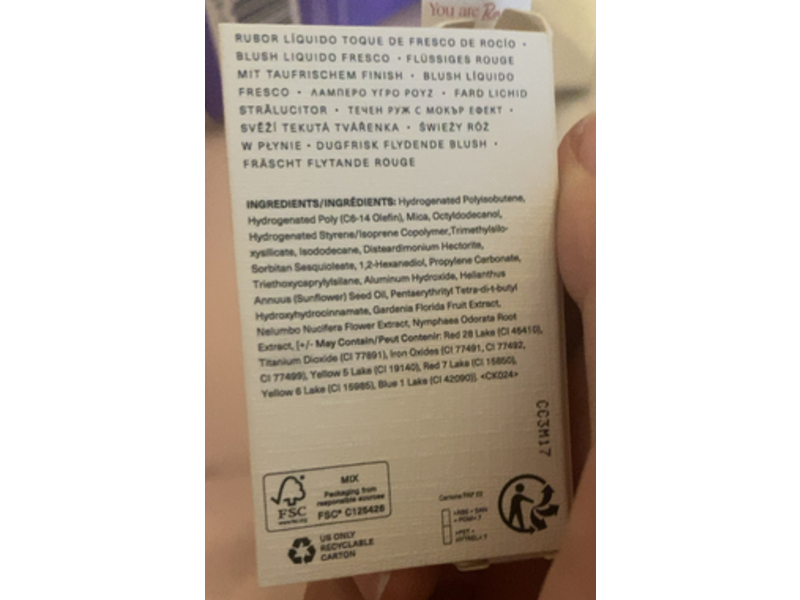 You are
RUBOR LÍQUIDO TOQUE DE FRESCO DE ROCÍO •
BLUSH LIQUIDO FRESCO • FLÜSSIGES ROUGE
MIT TAUFRISCHEM FINISH • BLUSH LÍQUIDO
FRESCO • ΛΑΜΠΕΡΟ ΥΓΡΟ ΡΟΥΖ • FARD LICHID
STRĂLUCITOR • ТЕЧЕН РУЖ С МОКЪР ЕФЕКТ •
SVĚŽÍ TEKUTÁ TVÁŘENKA • ŚWIEŻY RÓŻ
W PŁYNIE • DUGFRISK FLYDENDE BLUSH •
FRÄSCHT FLYTANDE ROUGE
INGREDIENTS/INGRÉDIENTS: Hydrogenated Polyisobutene,
Hydrogenated Poly (C6-14 Olefin), Mica, Octyldodecanol,
Hydrogenated Styrene/Isoprene Copolymer,Trimethylsilo-
xysilicate, Isododecane, Disteardimonium Hectorite,
Sorbitan Sesquioleate, 1,2-Hexanediol, Propylene Carbonate,
Triethoxycaprylylsilane, Aluminum Hydroxide, Helianthus
Annuus (Sunflower) Seed Oil, Pentaerythrityl Tetra-di-t-butyl
Hydroxyhydrocinnamate, Gardenia Florida Fruit Extract,
Nelumbo Nucifera Flower Extract, Nymphaea Odorata Root
Extract, [+/- May Contain/Peut Contenir: Red 28 Lake (CI 45410),
Titanium Dioxide (CI 77891), Iron Oxides (CI 77491, CI 77492,
CI 77499), Yellow 5 Lake (CI 19140), Red 7 Lake (CI 15850),
Yellow 6 Lake (CI 15985), Blue 1 Lake (CI 42090)], <CK024>
CC3M17
FSC
www.fsc.org
MIX
Packaging from
responsible sources
FSC® C125428
US ONLY
RECYCLABLE
CARTON